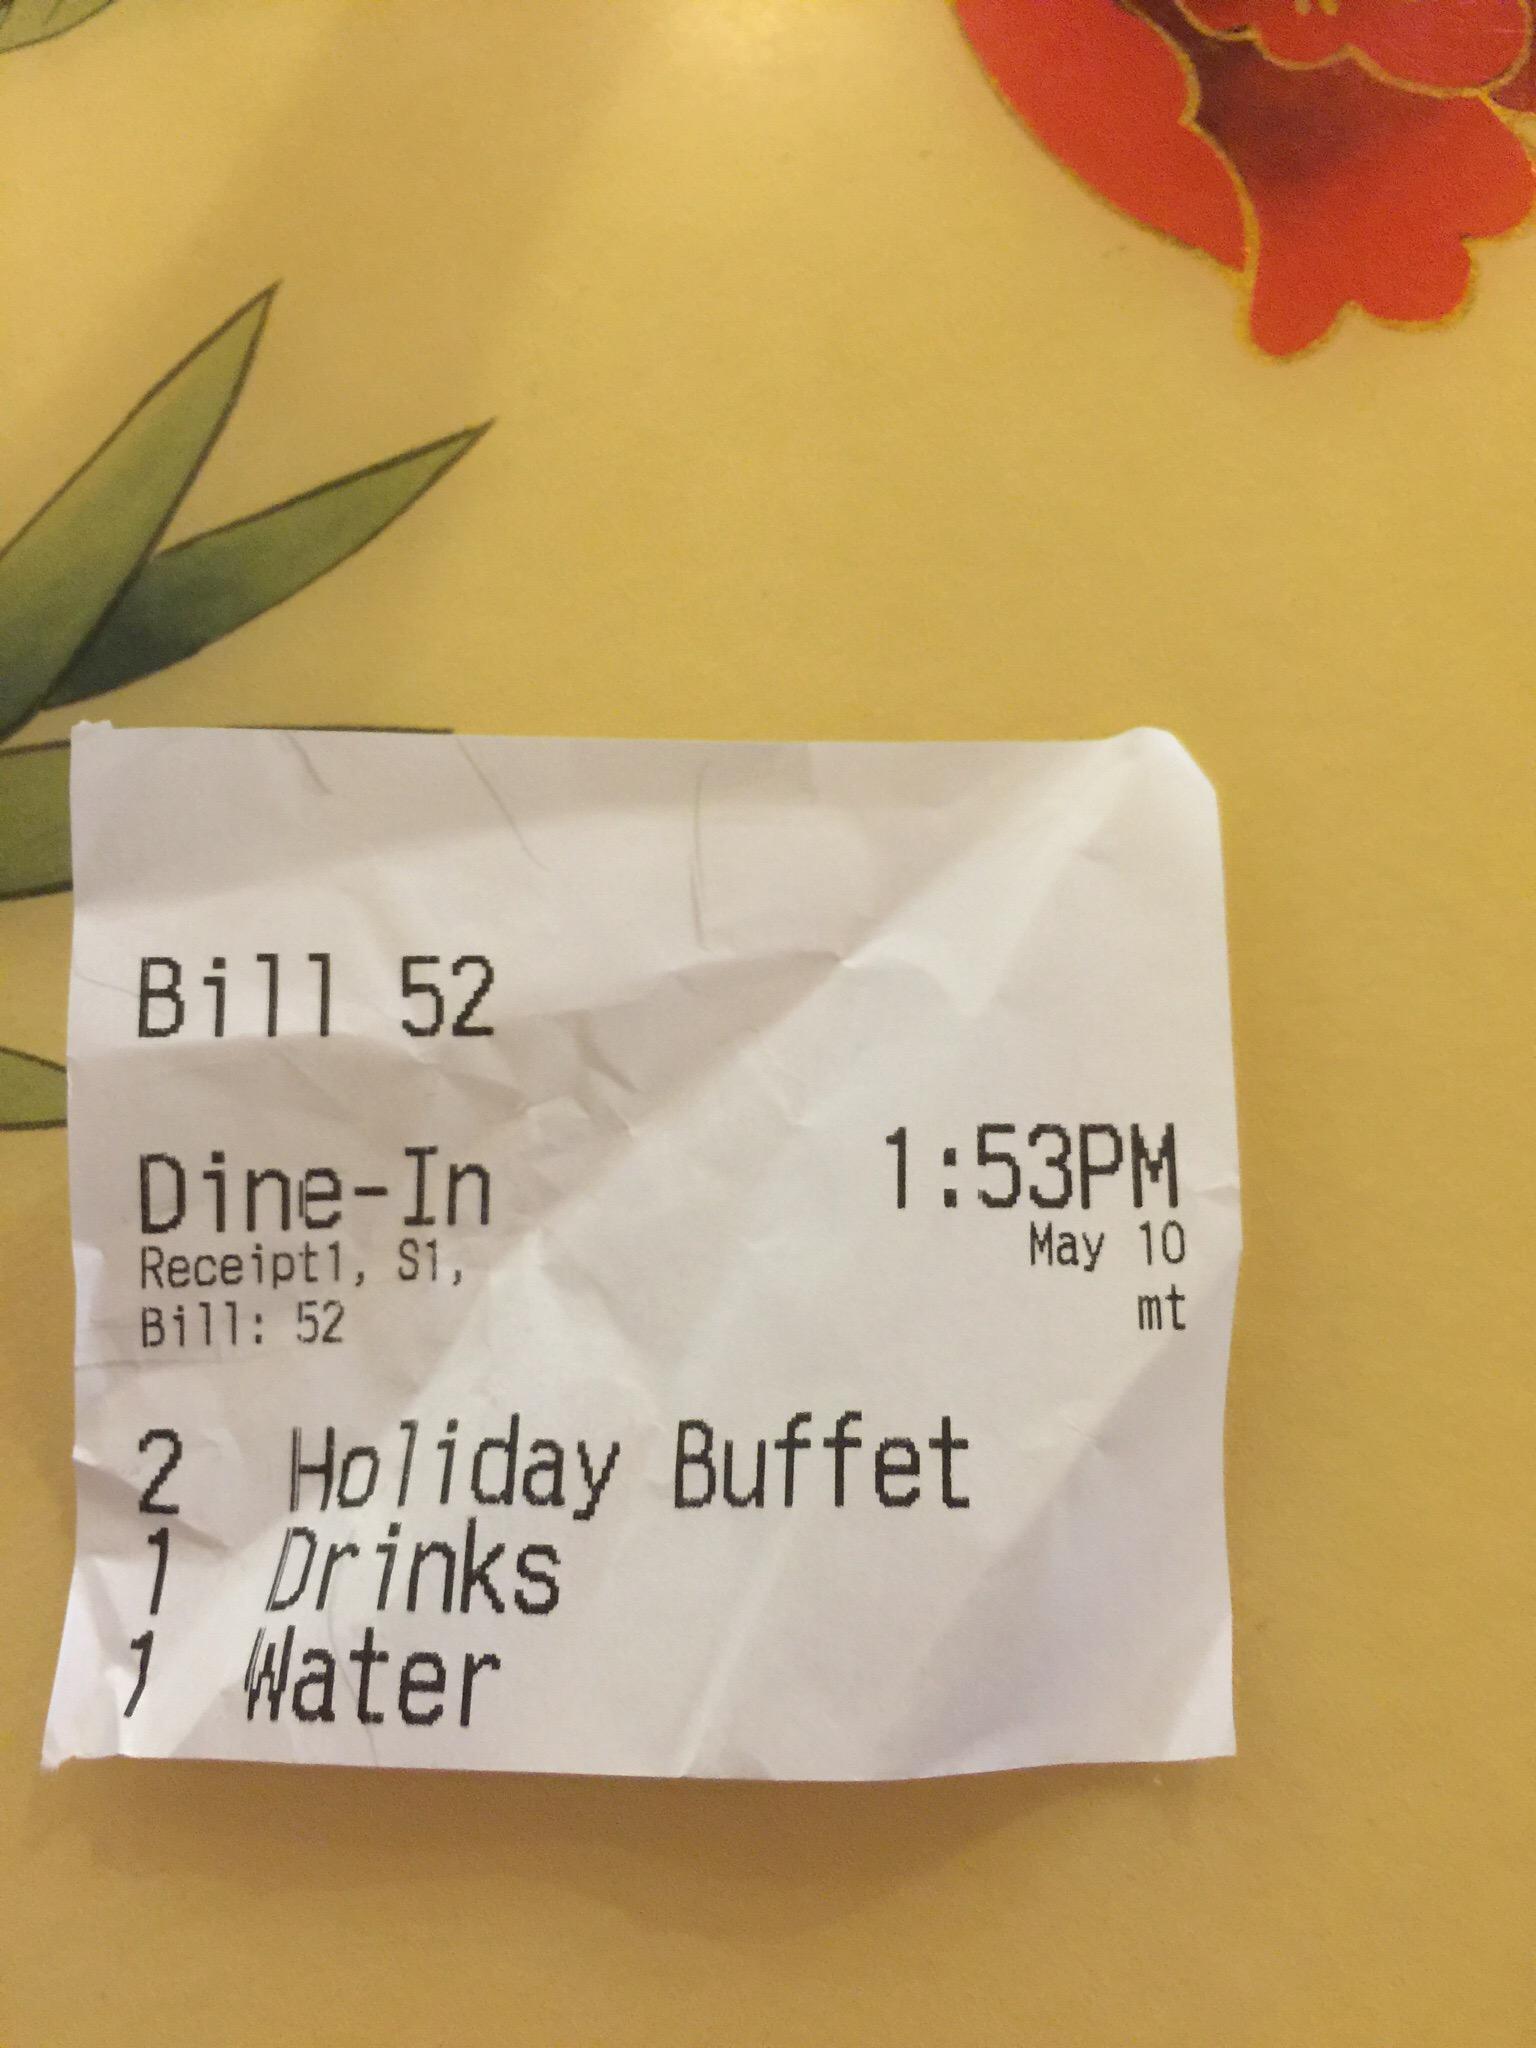 Bill 52
Dine-In 1:53PM
Receipt1, S1, May 10
Bill: 52 mt
2 Holiday Buffet
1 Drinks
1 Water